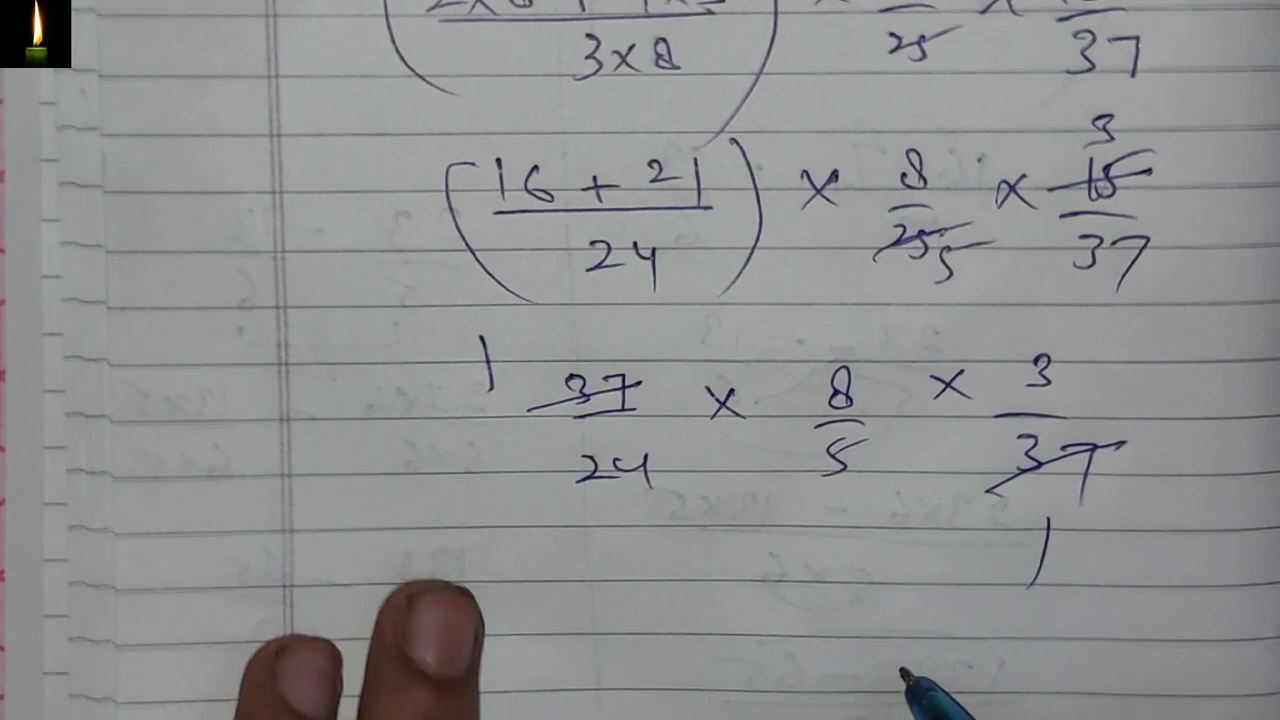 3x8 25 37
3
(16 + 21) x 8 x 15
24 25 5 37
1 37 x 8 x 3
24 5 37
1